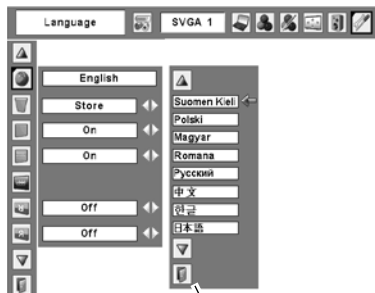 Language
SVGA 1
English
Store
On
On
Off
Off
Suomen Kieli
Polski
Magyar
Romana
Русский
中文
한글
日本語